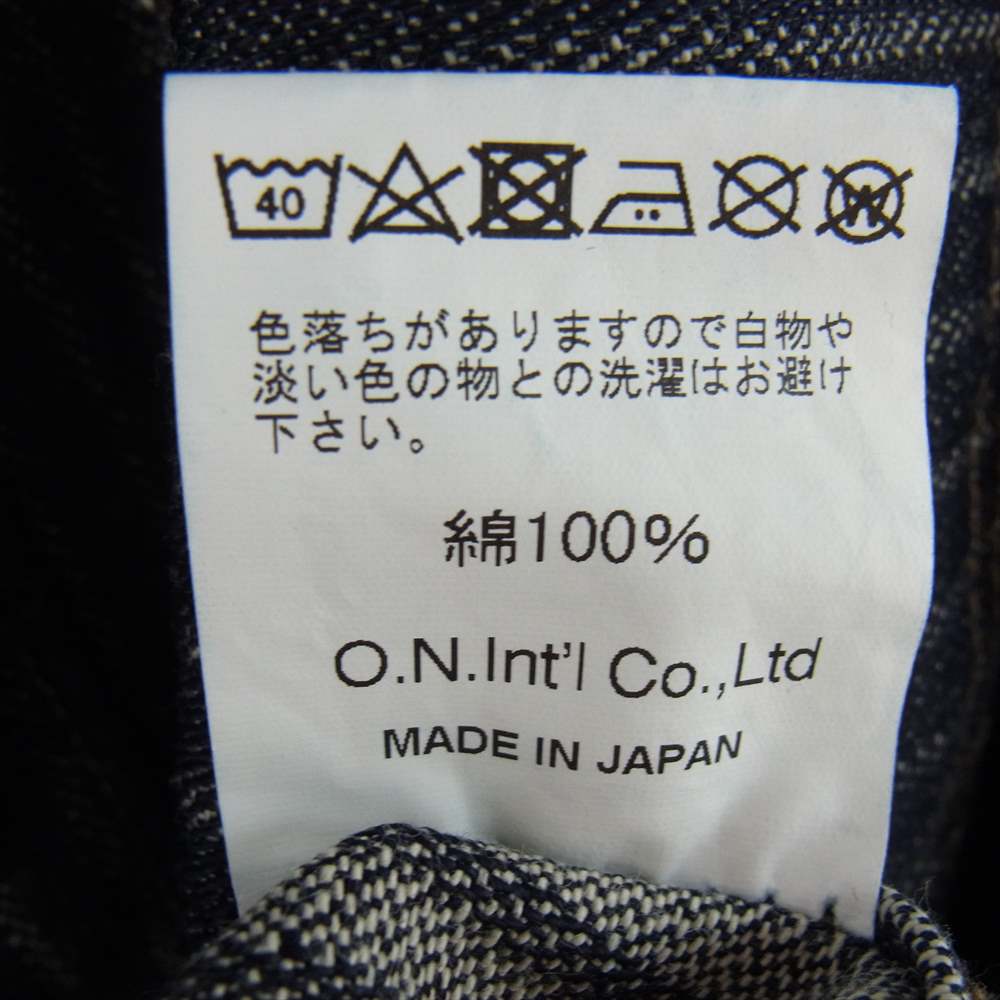 40
W
色落ちがありますので白物や
淡い色の物との洗濯はお避け
下さい。
綿100%
O.N.Int'l Co.,Ltd
MADE IN JAPAN